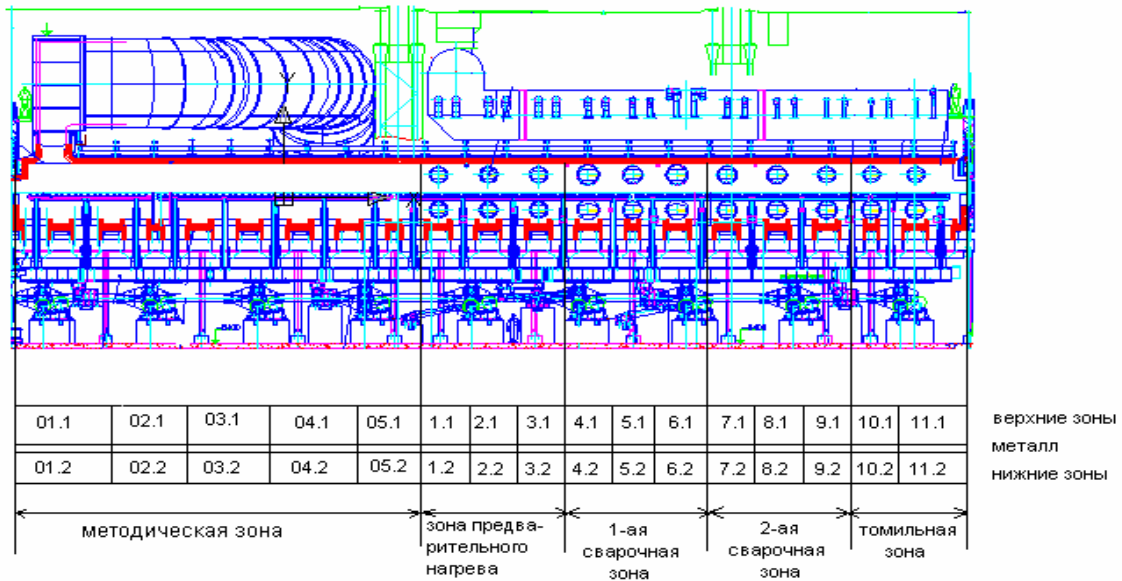 01.1 02.1 03.1 04.1 05.1 1.1 2.1 3.1 4.1 5.1 6.1 7.1 8.1 9.1 10.1 11.1 верхние зоны
металл
01.2 02.2 03.2 04.2 05.2 1.2 2.2 3.2 4.2 5.2 6.2 7.2 8.2 9.2 10.2 11.2 нижние зоны
методическая зона
зона предва-
рительного
нагрева
1-ая
сварочная
зона
2-ая
сварочная
зона
томильная
зона